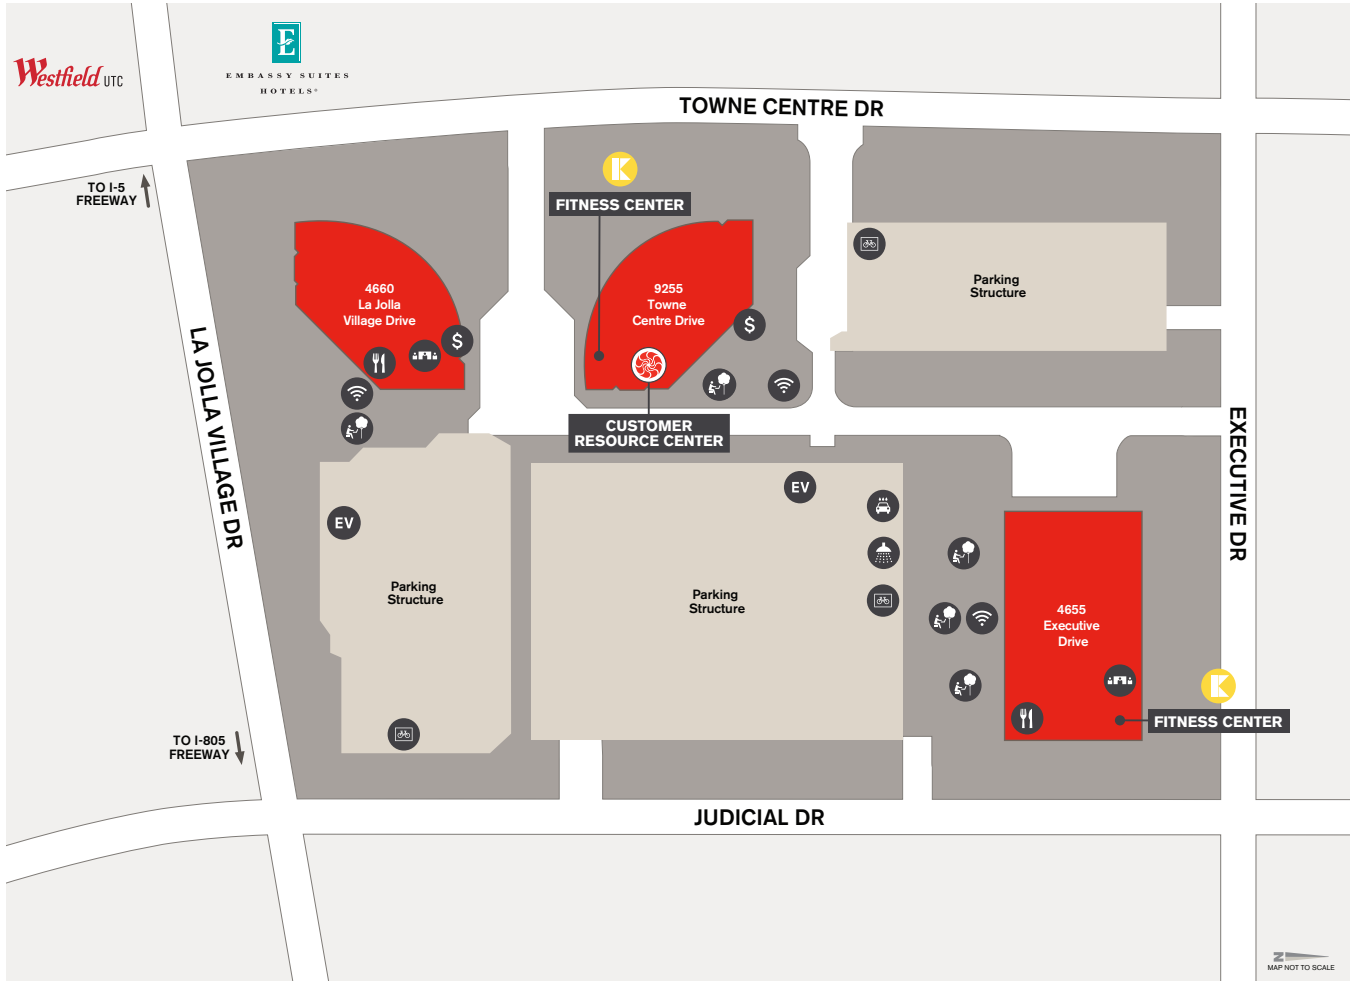 Westfield UTC
E
EMBASSY SUITES
HOTELS®
TOWNE CENTRE DR
TO I-5
FREEWAY
K
FITNESS CENTER
4660
La Jolla
Village Drive
$
9255
Towne
Centre Drive
$
Parking
Structure
CUSTOMER
RESOURCE CENTER
LA JOLLA VILLAGE DR
EXECUTIVE DR
EV
Parking
Structure
EV
Parking
Structure
4655
Executive
Drive
K
FITNESS CENTER
TO I-805
FREEWAY
JUDICIAL DR
N
MAP NOT TO SCALE